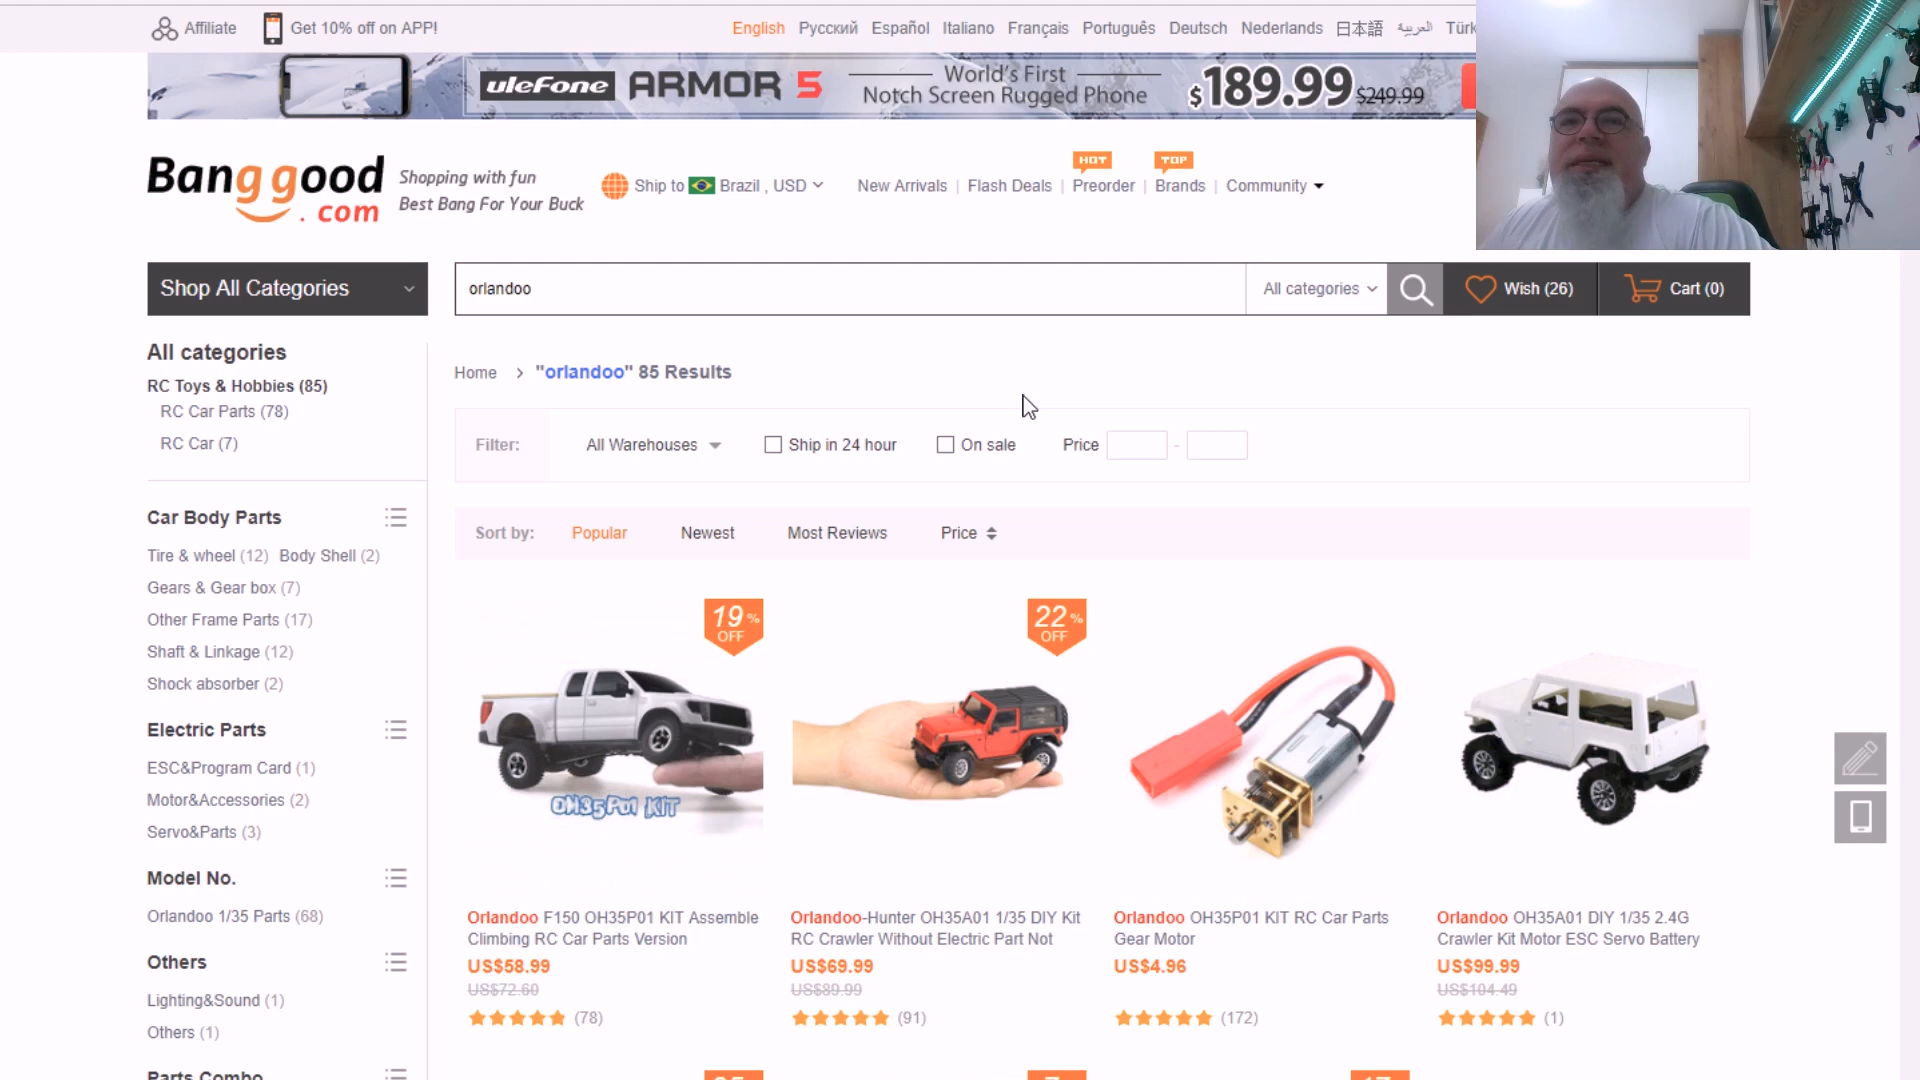 Affiliate
Get 10% off on APP!
English Русский Español Italiano Français Português Deutsch Nederlands 日本語 العربية Türk
uleFone ARMOR 5
World's First
Notch Screen Rugged Phone
$189.99 $249.99
Banggood.com
Shopping with fun
Best Bang For Your Buck
Ship to Brazil , USD
HOT
TOP
New Arrivals | Flash Deals | Preorder | Brands | Community
Shop All Categories
orlandoo
All categories
Wish (26)
Cart (0)
All categories
RC Toys & Hobbies (85)
RC Car Parts (78)
RC Car (7)
Car Body Parts
Tire & wheel (12) Body Shell (2)
Gears & Gear box (7)
Other Frame Parts (17)
Shaft & Linkage (12)
Shock absorber (2)
Electric Parts
ESC&Program Card (1)
Motor&Accessories (2)
Servo&Parts (3)
Model No.
Orlandoo 1/35 Parts (68)
Others
Lighting&Sound (1)
Others (1)
Parts Combo
Home > "orlandoo" 85 Results
Filter: All Warehouses Ship in 24 hour On sale Price -
Sort by: Popular Newest Most Reviews Price
19% OFF
OH35P01 KIT
Orlandoo F150 OH35P01 KIT Assemble
Climbing RC Car Parts Version
US$58.99
US$72.60
(78)
22% OFF
Orlandoo-Hunter OH35A01 1/35 DIY Kit
RC Crawler Without Electric Part Not
US$69.99
US$89.99
(91)
Orlandoo OH35P01 KIT RC Car Parts
Gear Motor
US$4.96
(172)
Orlandoo OH35A01 DIY 1/35 2.4G
Crawler Kit Motor ESC Servo Battery
US$99.99
US$104.49
(1)